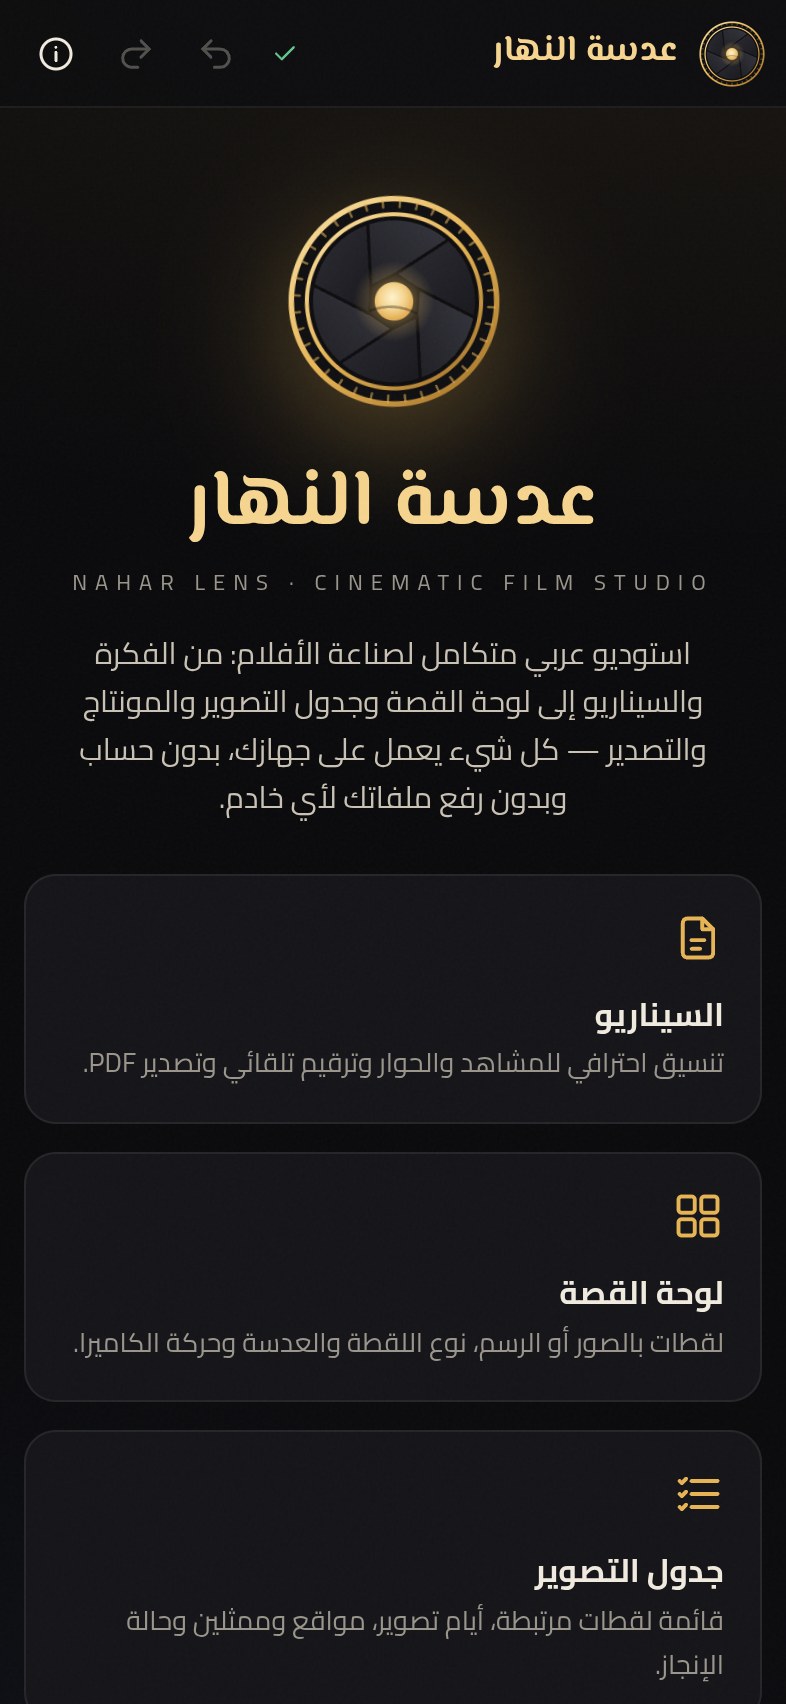 عدسة النهار
عدسة النهار
NAHAR LENS · CINEMATIC FILM STUDIO
استوديو عربي متكامل لصناعة الأفلام: من الفكرة
والسيناريو إلى لوحة القصة وجدول التصوير والمونتاج
والتصدير — كل شيء يعمل على جهازك، بدون حساب
وبدون رفع ملفاتك لأي خادم.
السيناريو
تنسيق احترافي للمشاهد والحوار وترقيم تلقائي وتصدير PDF.
لوحة القصة
لقطات بالصور أو الرسم، نوع اللقطة والعدسة وحركة الكاميرا.
جدول التصوير
قائمة لقطات مرتبطة، أيام تصوير، مواقع وممثلين وحالة
الإنجاز.